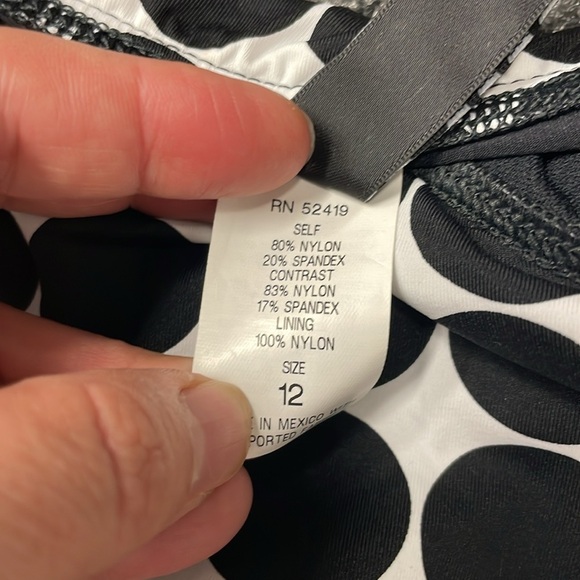 RN 52419
SELF
80% NYLON
20% SPANDEX
CONTRAST
83% NYLON
17% SPANDEX
LINING
100% NYLON
SIZE
12
IN MEXICO